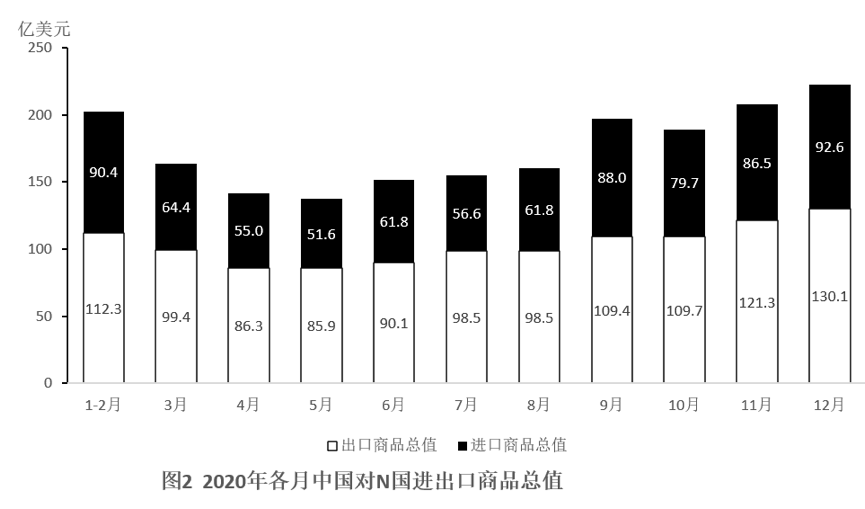 亿美元
250
200
150
100
50
0
90.4 64.4 55.0 51.6 61.8 56.6 61.8 88.0 79.7 86.5 92.6
112.3 99.4 86.3 85.9 90.1 98.5 98.5 109.4 109.7 121.3 130.1
1-2月 3月 4月 5月 6月 7月 8月 9月 10月 11月 12月
出口商品总值 进口商品总值
图2 2020年各月中国对N国进出口商品总值